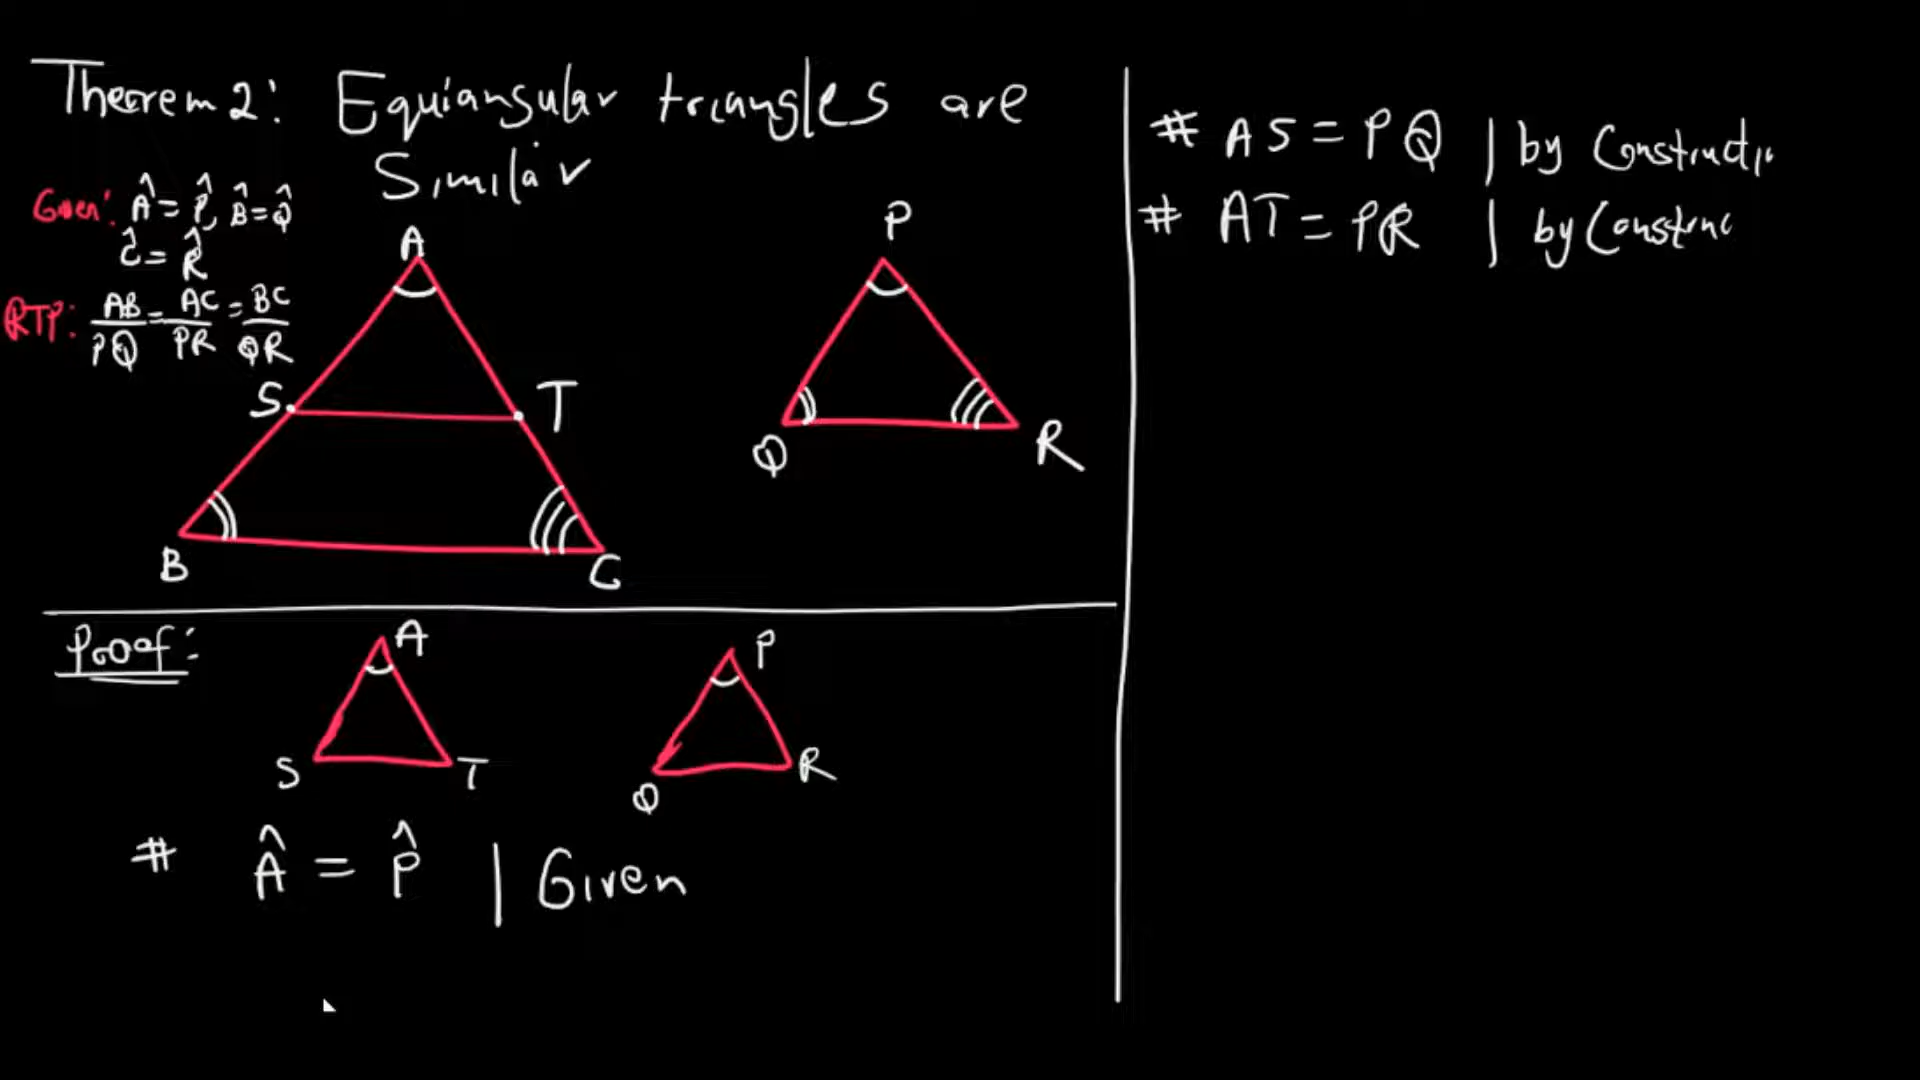 Theorem 2: Equiangular triangles are
Similar
Given: Â = P̂, B̂ = Q̂
Ĉ = R̂
RTP: AB/PQ = AC/PR = BC/QR
A
S
T
B
C
P
Q
R
Proof:
A
S
T
P
Q
R
# Â = P̂ | Given
# AS = PQ | by Constructio
# AT = PR | by Construc